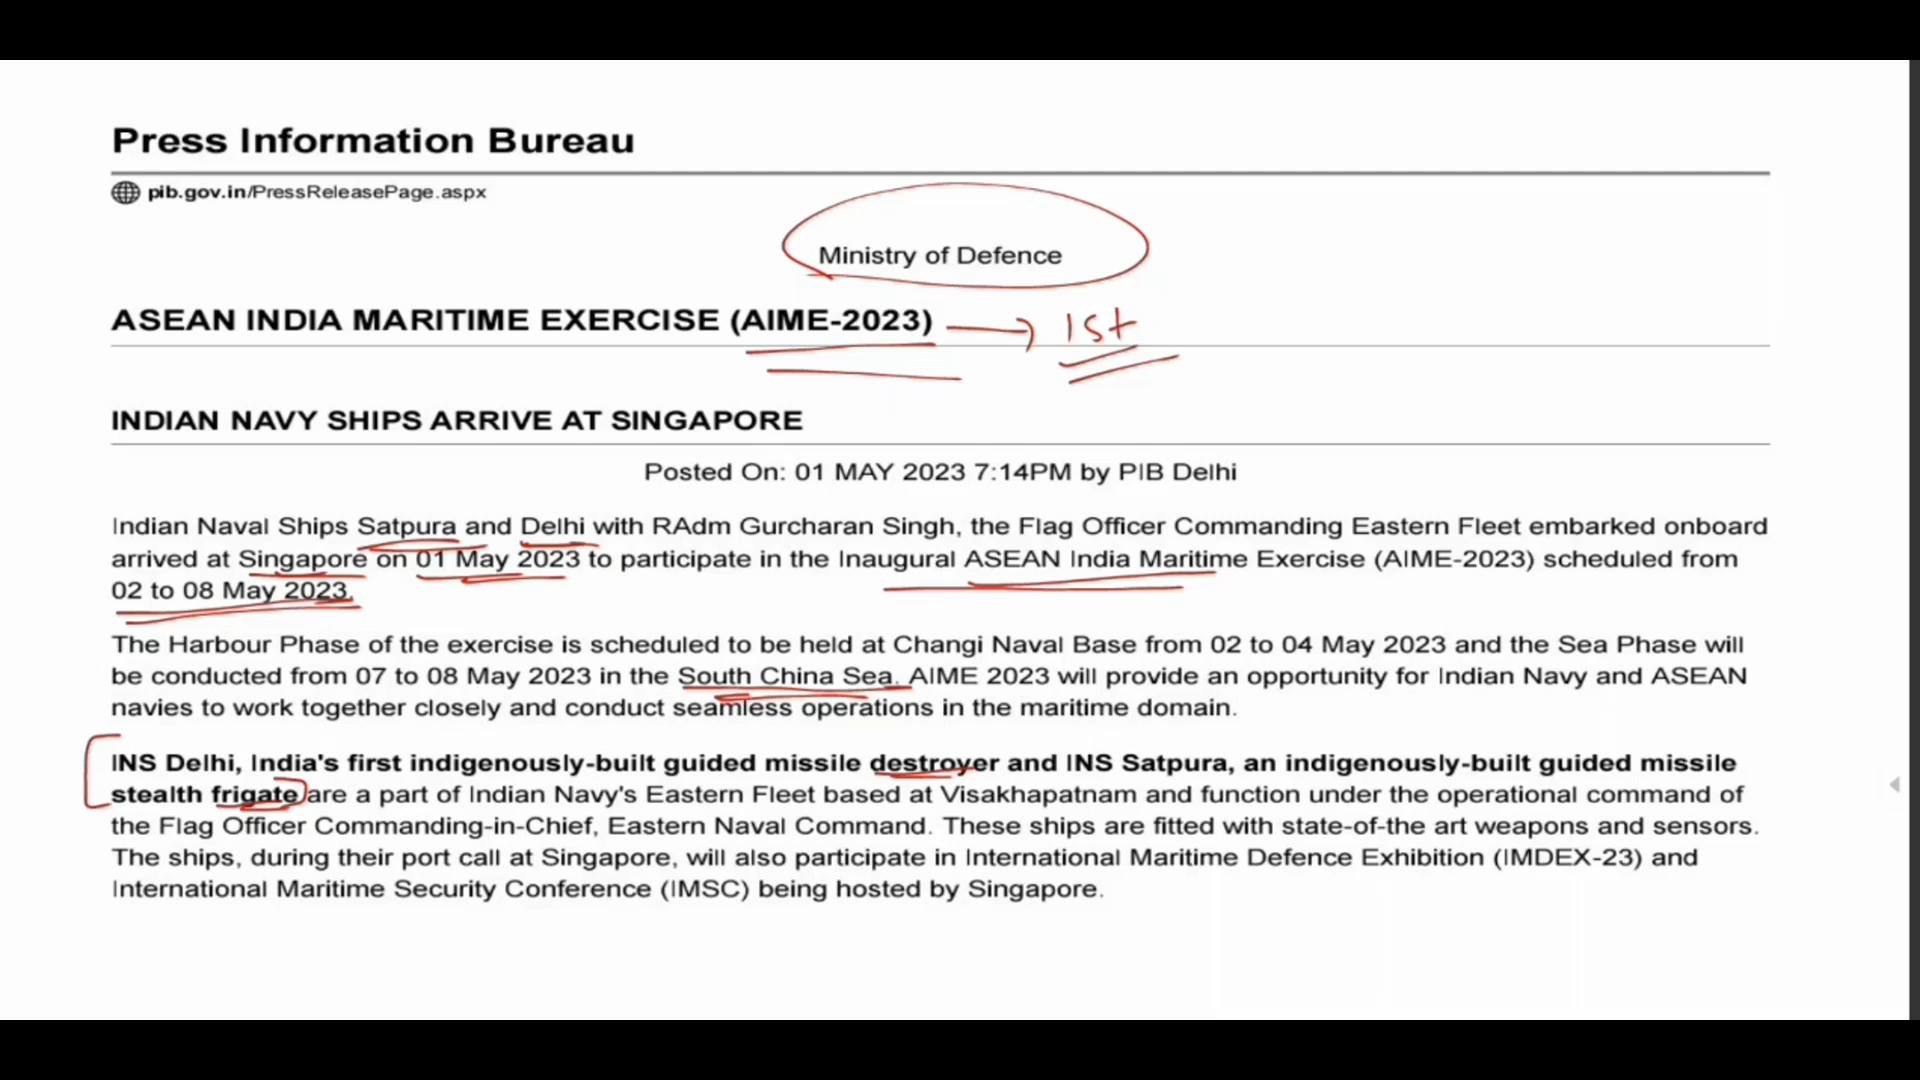 Press Information Bureau
pib.gov.in/PressReleasePage.aspx
Ministry of Defence
ASEAN INDIA MARITIME EXERCISE (AIME-2023) → 1st
INDIAN NAVY SHIPS ARRIVE AT SINGAPORE
Posted On: 01 MAY 2023 7:14PM by PIB Delhi
Indian Naval Ships Satpura and Delhi with RAdm Gurcharan Singh, the Flag Officer Commanding Eastern Fleet embarked onboard
arrived at Singapore on 01 May 2023 to participate in the Inaugural ASEAN India Maritime Exercise (AIME-2023) scheduled from
02 to 08 May 2023.
The Harbour Phase of the exercise is scheduled to be held at Changi Naval Base from 02 to 04 May 2023 and the Sea Phase will
be conducted from 07 to 08 May 2023 in the South China Sea. AIME 2023 will provide an opportunity for Indian Navy and ASEAN
navies to work together closely and conduct seamless operations in the maritime domain.
INS Delhi, India's first indigenously-built guided missile destroyer and INS Satpura, an indigenously-built guided missile
stealth frigate are a part of Indian Navy's Eastern Fleet based at Visakhapatnam and function under the operational command of
the Flag Officer Commanding-in-Chief, Eastern Naval Command. These ships are fitted with state-of-the art weapons and sensors.
The ships, during their port call at Singapore, will also participate in International Maritime Defence Exhibition (IMDEX-23) and
International Maritime Security Conference (IMSC) being hosted by Singapore.